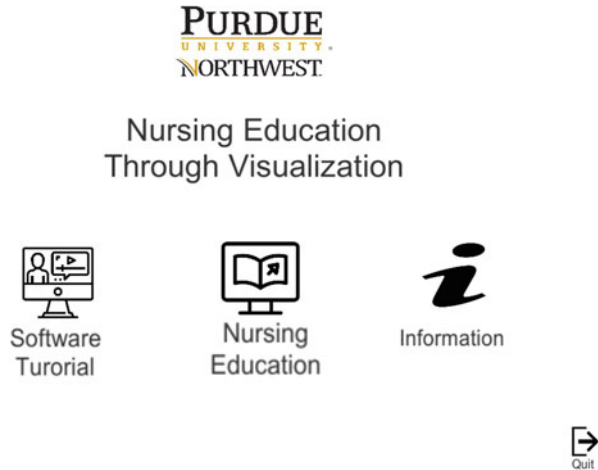 PURDUE
UNIVERSITY®
NORTHWEST
Nursing Education
Through Visualization
Software
Turorial
Nursing
Education
Information
Quit